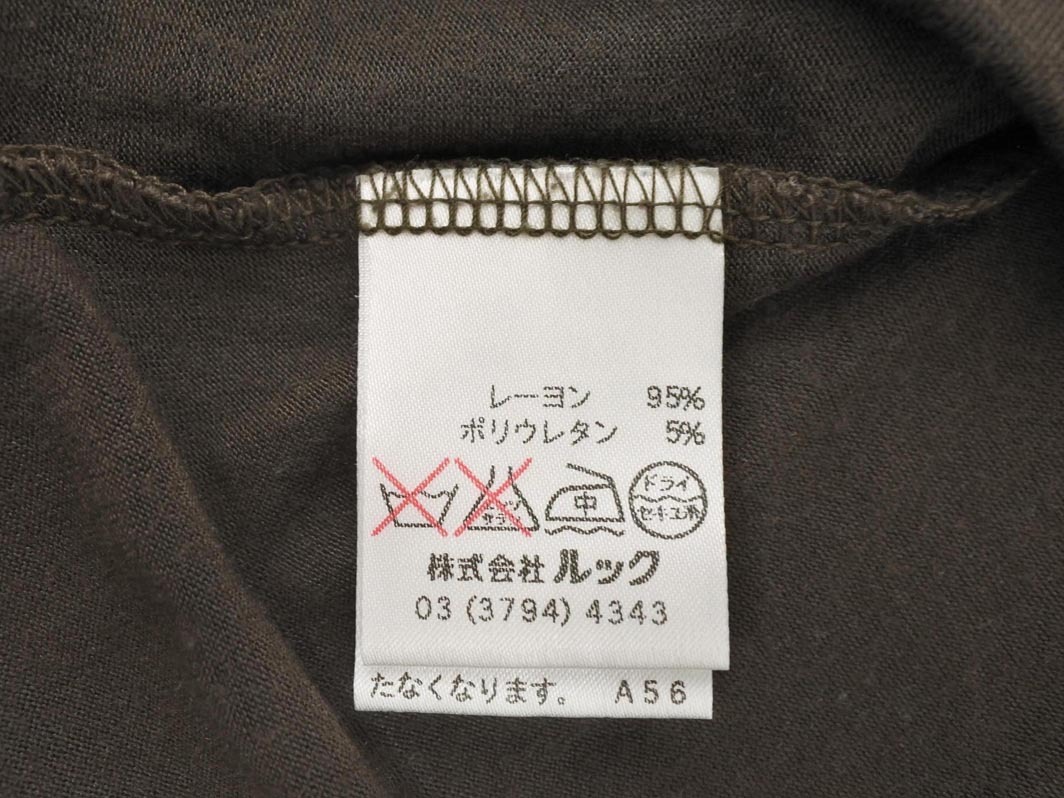 レーヨン 95%
ポリウレタン 5%
中
ドライ
セキユ系
株式会社 ルック
03 (3794) 4343
たなくなります。 A56